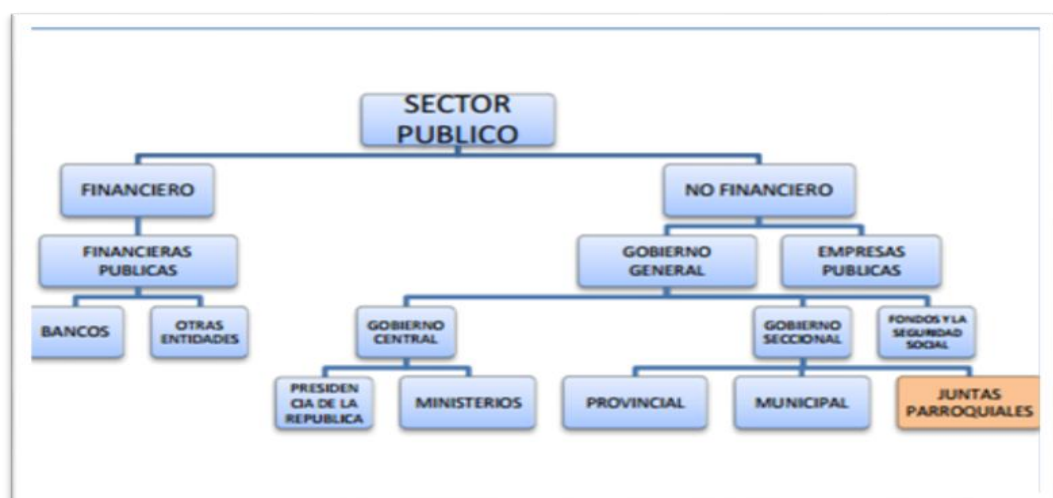 SECTOR
PUBLICO
FINANCIERO
NO FINANCIERO
FINANCIERAS
PUBLICAS
GOBIERNO
GENERAL
EMPRESAS
PUBLICAS
BANCOS
OTRAS
ENTIDADES
GOBIERNO
CENTRAL
GOBIERNO
SECCIONAL
FONDOS Y LA
SEGURIDAD
SOCIAL
PRESIDEN
CIA DE LA
REPUBLICA
MINISTERIOS
PROVINCIAL
MUNICIPAL
JUNTAS
PARROQUIALES